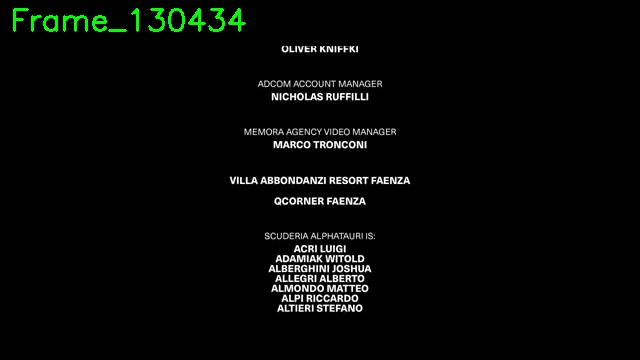 Frame_130434
OLIVER KNIFFKI
ADCOM ACCOUNT MANAGER
NICHOLAS RUFFILLI
MEMORA AGENCY VIDEO MANAGER
MARCO TRONCONI
VILLA ABBONDANZI RESORT FAENZA
QCORNER FAENZA
SCUDERIA ALPHATAURI IS:
ACRI LUIGI
ADAMIAK WITOLD
ALBERGHINI JOSHUA
ALLEGRI ALBERTO
ALMONDO MATTEO
ALPI RICCARDO
ALTIERI STEFANO